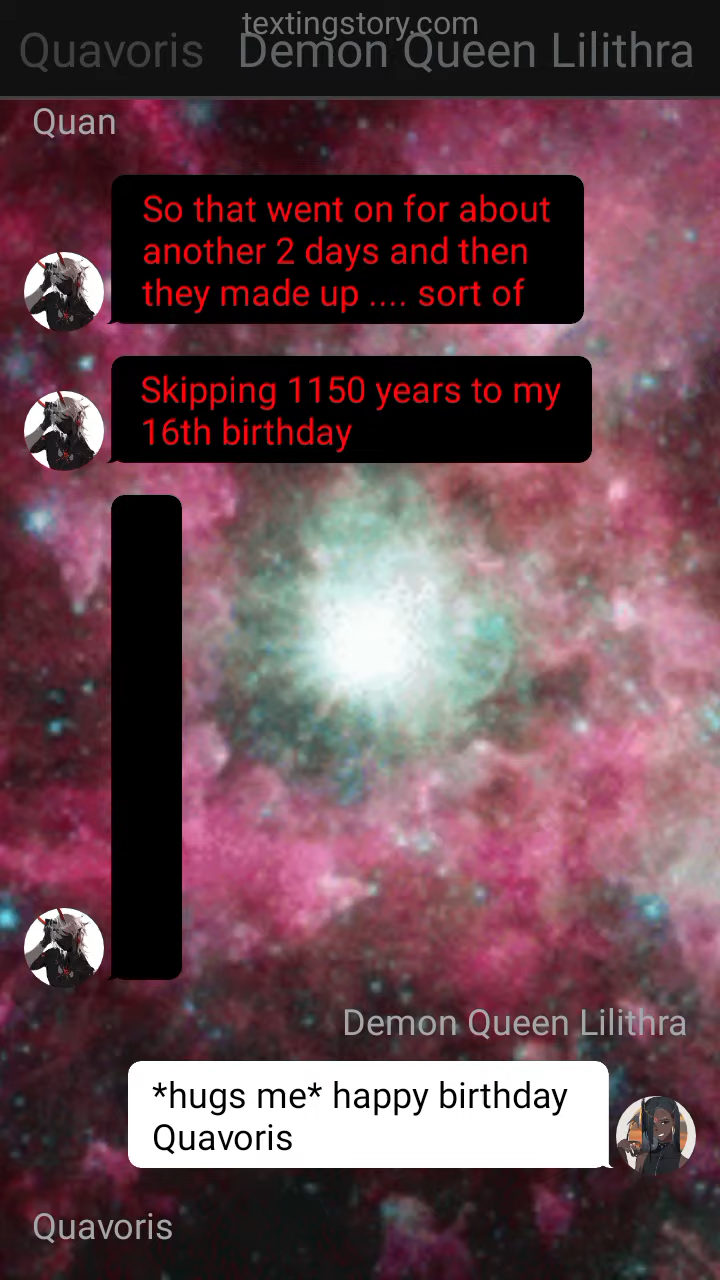 textingstory.com
Quavoris Demon Queen Lilithra
Quan
So that went on for about
another 2 days and then
they made up .... sort of
Skipping 1150 years to my
16th birthday
Demon Queen Lilithra
*hugs me* happy birthday
Quavoris
Quavoris